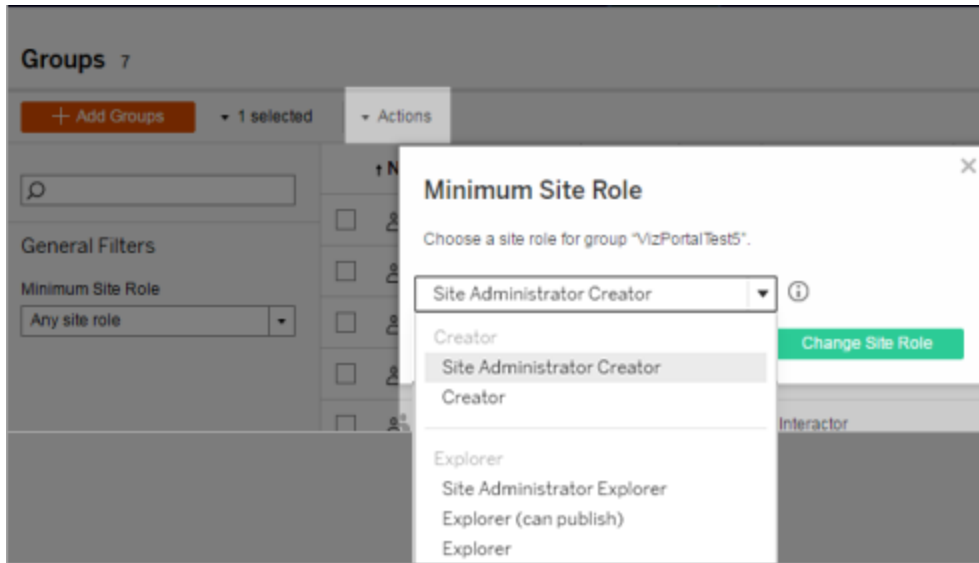 Groups 7
+ Add Groups
1 selected
Actions
↑ N
General Filters
Minimum Site Role
Any site role
Minimum Site Role
Choose a site role for group "VizPortalTest5".
Site Administrator Creator
Change Site Role
Creator
Site Administrator Creator
Creator
Interactor
Explorer
Site Administrator Explorer
Explorer (can publish)
Explorer